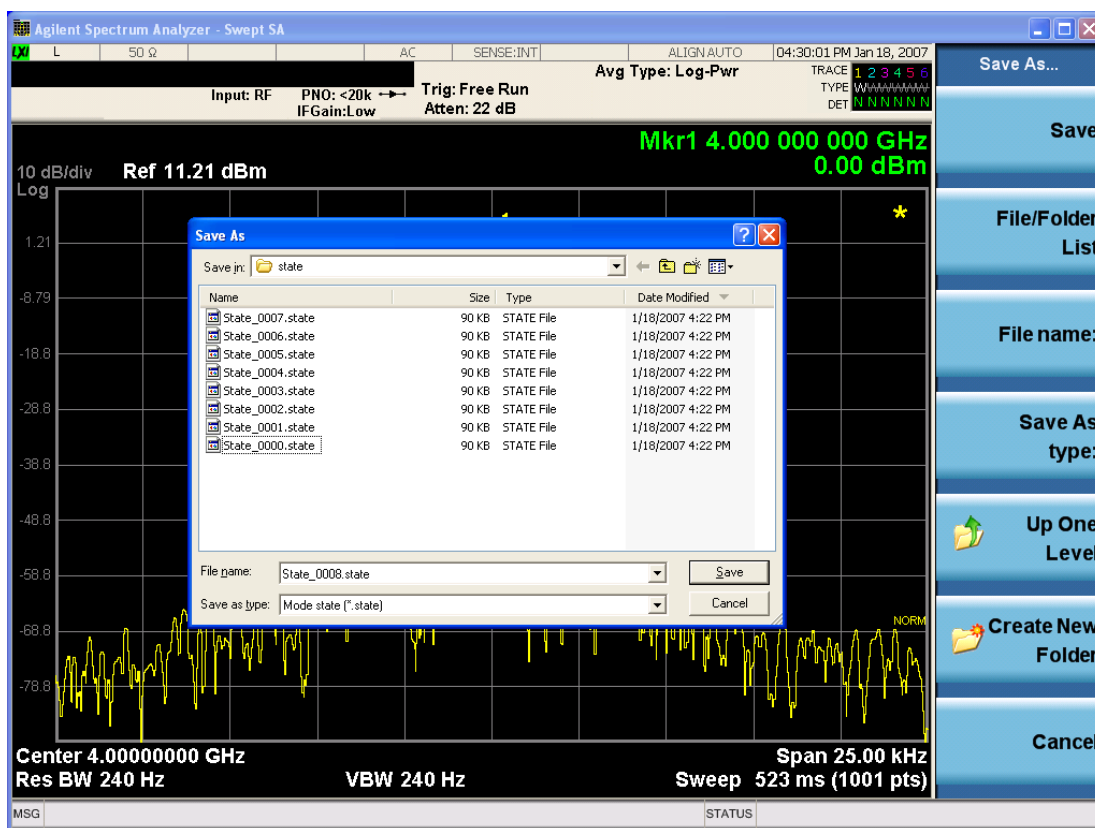 Agilent Spectrum Analyzer - Swept SA
LXI L 50 Ω AC SENSE:INT ALIGN AUTO 04:30:01 PM Jan 18, 2007
Input: RF PNO: <20k Trig: Free Run Avg Type: Log-Pwr TRACE 1 2 3 4 5 6
IFGain:Low Atten: 22 dB TYPE WWWWWW
DET N N N N N N
Mkr1 4.000 000 000 GHz
0.00 dBm
10 dB/div Ref 11.21 dBm
Log
1.21
-8.79
-18.8
-28.8
-38.8
-48.8
-58.8
-68.8
-78.8
NORM
Save As
Save in: state
Name Size Type Date Modified
State_0007.state 90 KB STATE File 1/18/2007 4:22 PM
State_0006.state 90 KB STATE File 1/18/2007 4:22 PM
State_0005.state 90 KB STATE File 1/18/2007 4:22 PM
State_0004.state 90 KB STATE File 1/18/2007 4:22 PM
State_0003.state 90 KB STATE File 1/18/2007 4:22 PM
State_0002.state 90 KB STATE File 1/18/2007 4:22 PM
State_0001.state 90 KB STATE File 1/18/2007 4:22 PM
State_0000.state 90 KB STATE File 1/18/2007 4:22 PM
File name: State_0008.state Save
Save as type: Mode state (*.state) Cancel
Center 4.00000000 GHz Span 25.00 kHz
Res BW 240 Hz VBW 240 Hz Sweep 523 ms (1001 pts)
MSG STATUS
Save As...
Save
File/Folder
List
File name:
Save As
type:
Up One
Level
Create New
Folder
Cancel